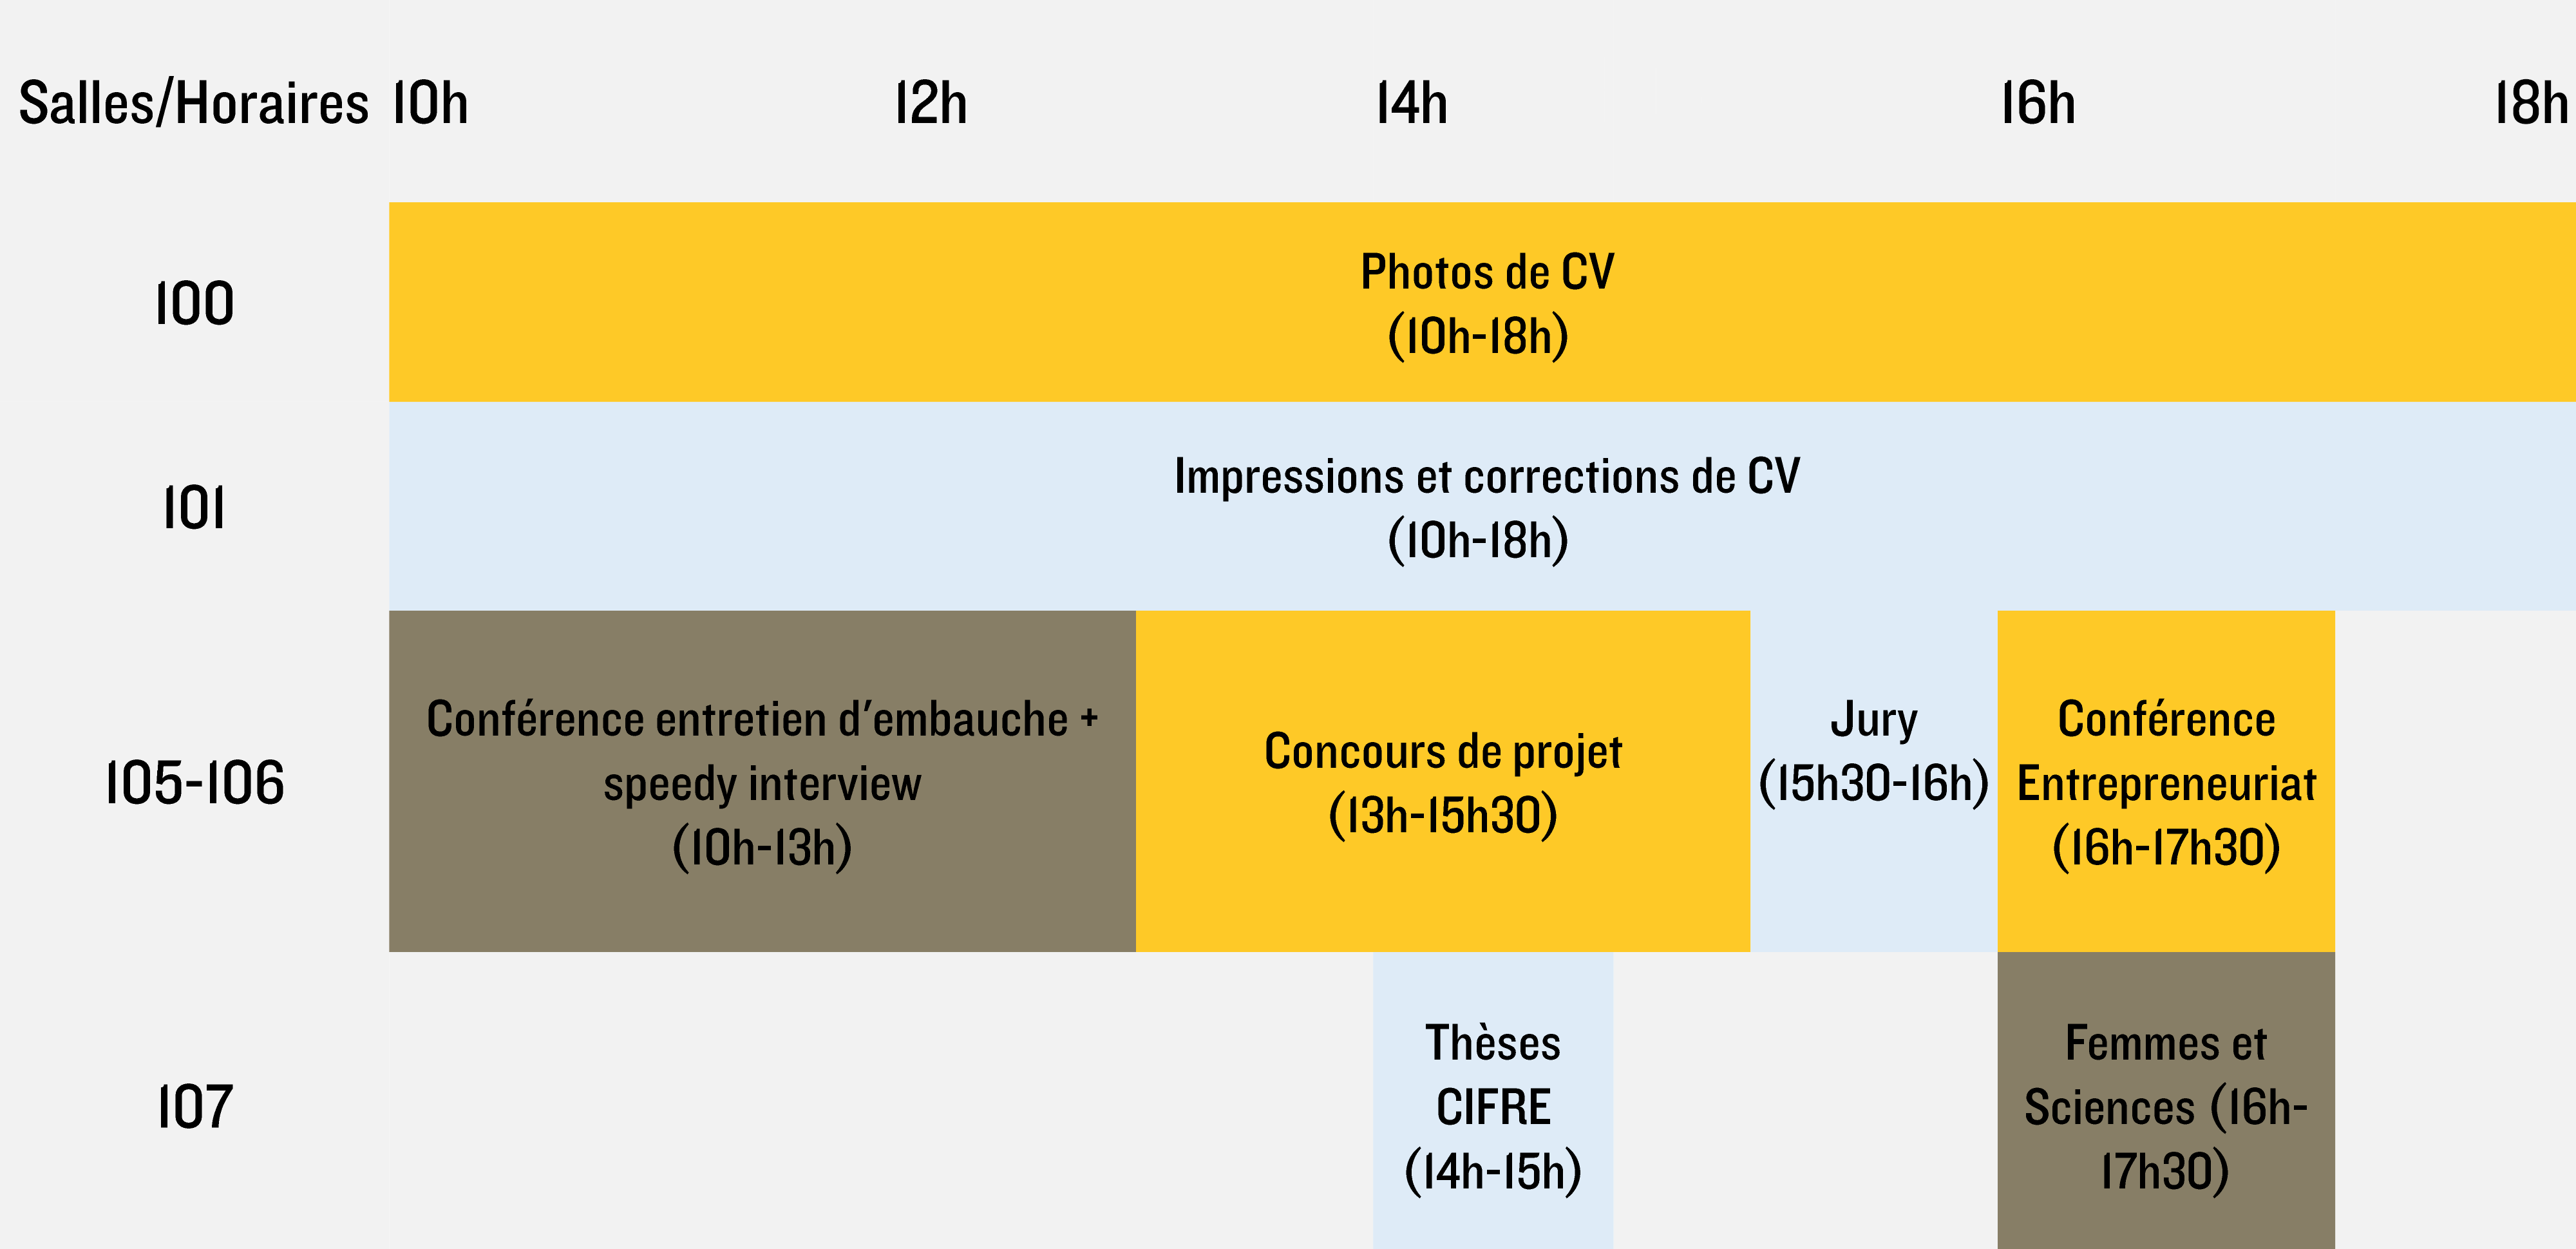 Salles/Horaires 10h 12h 14h 16h 18h
100
Photos de CV
(10h-18h)
101
Impressions et corrections de CV
(10h-18h)
105-106
Conférence entretien d'embauche +
speedy interview
(10h-13h)
Concours de projet
(13h-15h30)
Jury
(15h30-16h)
Conférence
Entrepreneuriat
(16h-17h30)
107
Thèses
CIFRE
(14h-15h)
Femmes et
Sciences (16h-
17h30)